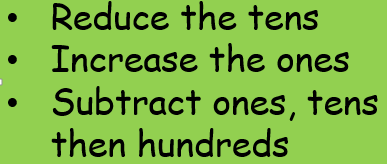 • Reduce the tens
• Increase the ones
• Subtract ones, tens
then hundreds